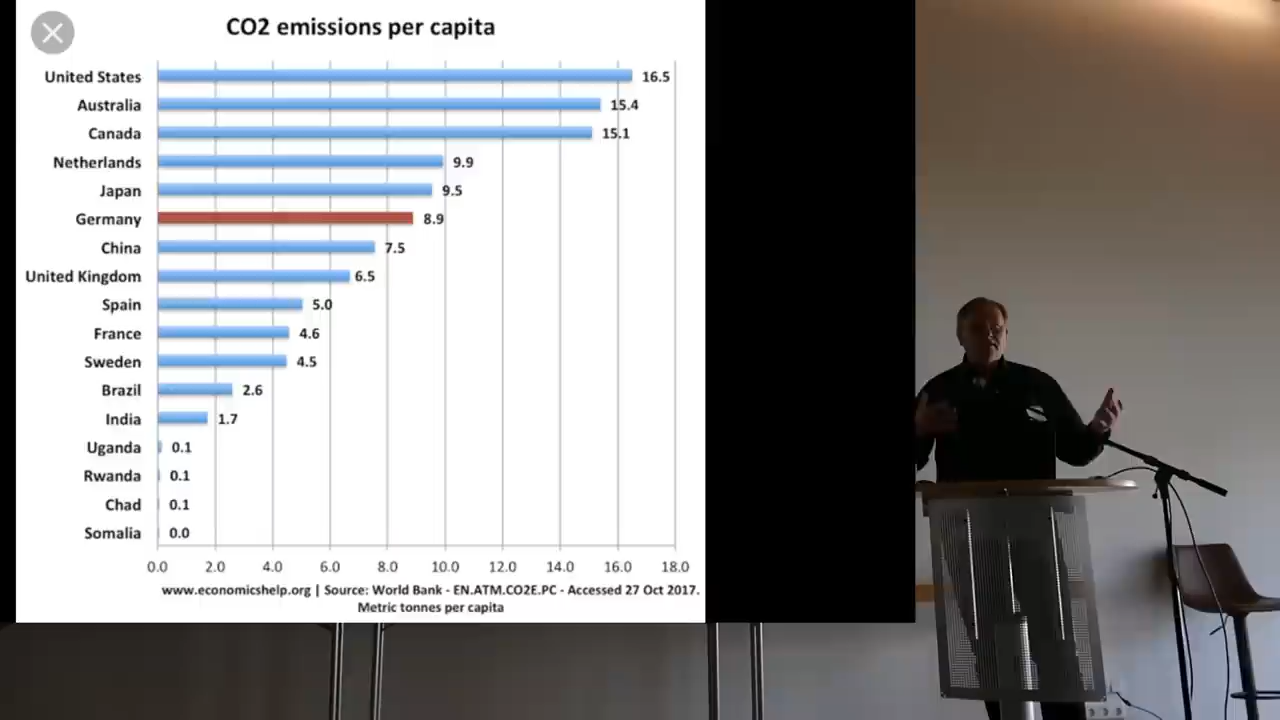 CO2 emissions per capita
United States 16.5
Australia 15.4
Canada 15.1
Netherlands 9.9
Japan 9.5
Germany 8.9
China 7.5
United Kingdom 6.5
Spain 5.0
France 4.6
Sweden 4.5
Brazil 2.6
India 1.7
Uganda 0.1
Rwanda 0.1
Chad 0.1
Somalia 0.0
0.0 2.0 4.0 6.0 8.0 10.0 12.0 14.0 16.0 18.0
www.economicshelp.org | Source: World Bank - EN.ATM.CO2E.PC - Accessed 27 Oct 2017.
Metric tonnes per capita